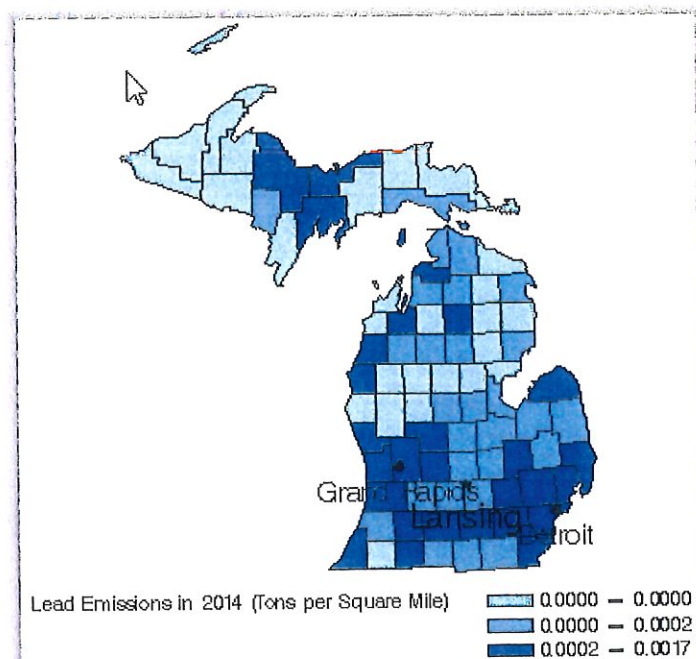 Grand Rapids
Lansing
Detroit
Lead Emissions in 2014 (Tons per Square Mile)
0.0000 – 0.0000
0.0000 – 0.0002
0.0002 – 0.0017